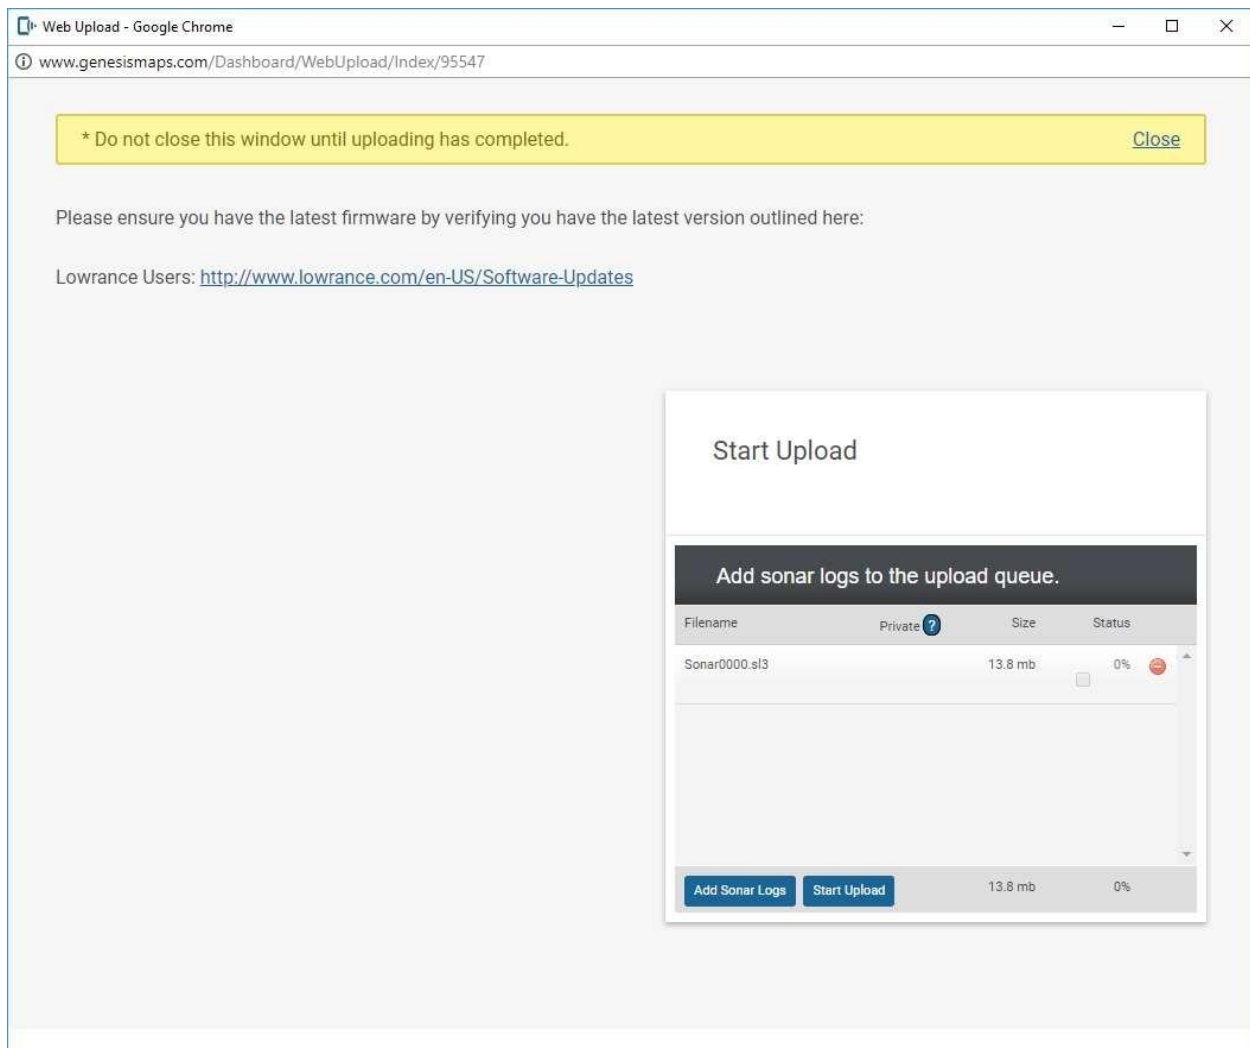 Web Upload - Google Chrome
www.genesismaps.com/Dashboard/WebUpload/Index/95547
* Do not close this window until uploading has completed. Close
Please ensure you have the latest firmware by verifying you have the latest version outlined here:
Lowrance Users: http://www.lowrance.com/en-US/Software-Updates
Start Upload
Add sonar logs to the upload queue.
Filename Private ? Size Status
Sonar0000.sl3 13.8 mb 0%
Add Sonar Logs Start Upload 13.8 mb 0%